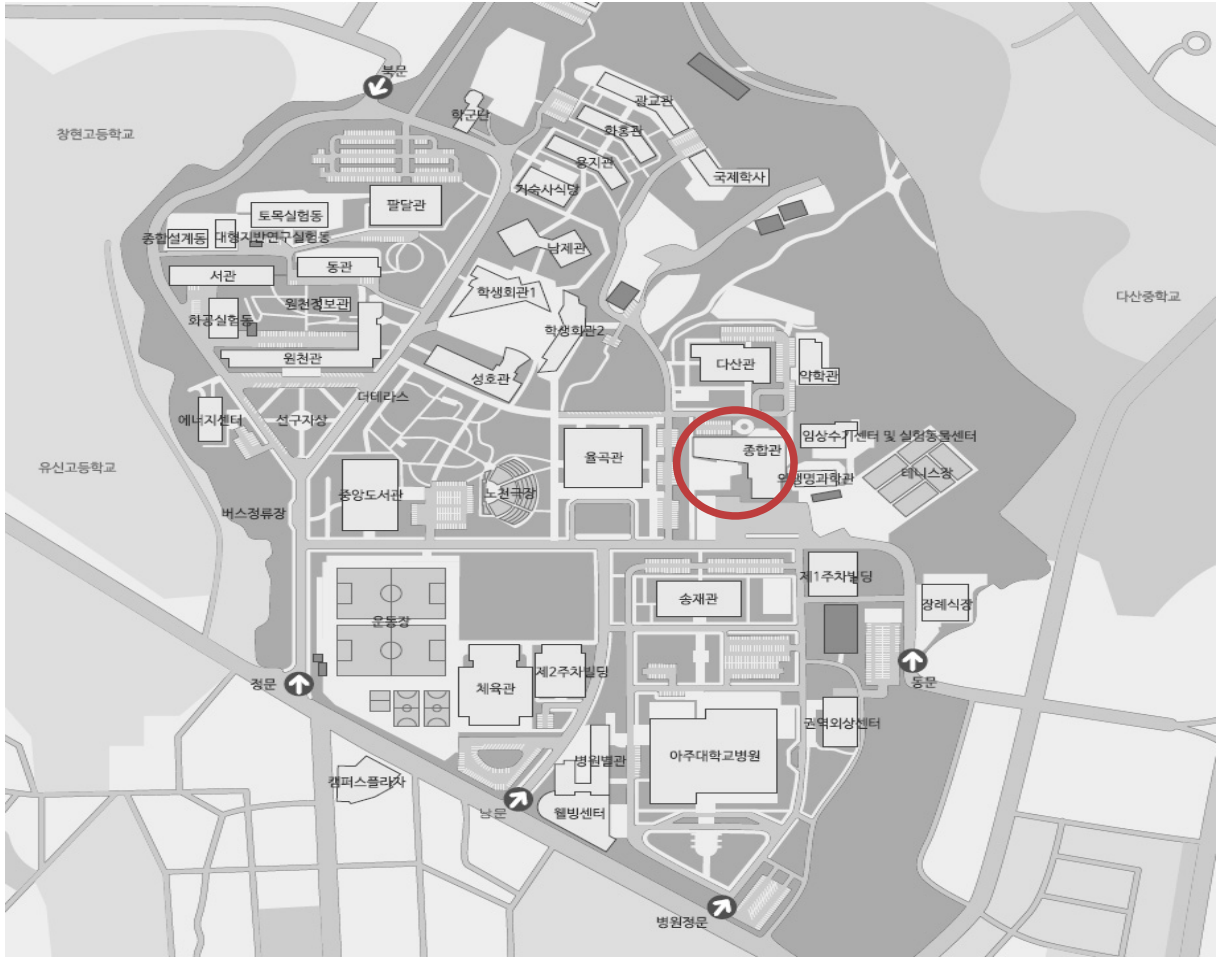 북문
창현고등학교
학군단
광교관
화홍관
용지관
국제학사
기숙사식당
팔달관
토목실험동
종합설계동
대형지반연구실험동
남제관
서관
동관
학생회관1
다산중학교
원천정보관
화공실험동
학생회관2
원천관
성호관
다산관
약학관
더테라스
에너지센터
선구자상
임상수기센터 및 실험동물센터
종합관
유신고등학교
율곡관
테니스장
의생명과학관
중앙도서관
노천극장
버스정류장
제1주차빌딩
송재관
장례식장
운동장
제2주차빌딩
체육관
정문
동문
권역외상센터
병원별관
아주대학교병원
캠퍼스플라자
남문
웰빙센터
병원정문